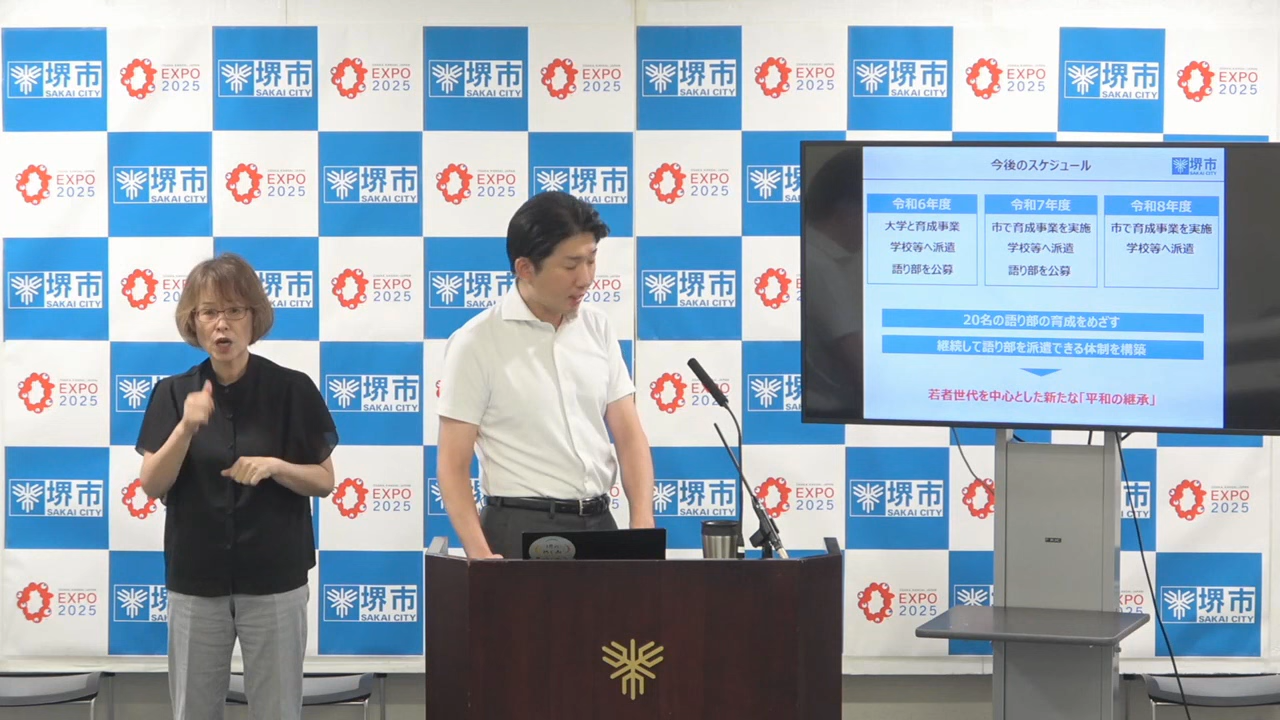 堺市
SAKAI CITY
EXPO
2025
今後のスケジュール
堺市
SAKAI CITY
令和6年度
大学と育成事業
学校等へ派遣
語り部を公募
令和7年度
市で育成事業を実施
学校等へ派遣
語り部を公募
令和8年度
市で育成事業を実施
学校等へ派遣
20名の語り部の育成をめざす
継続して語り部を派遣できる体制を構築
若者世代を中心とした新たな「平和の継承」